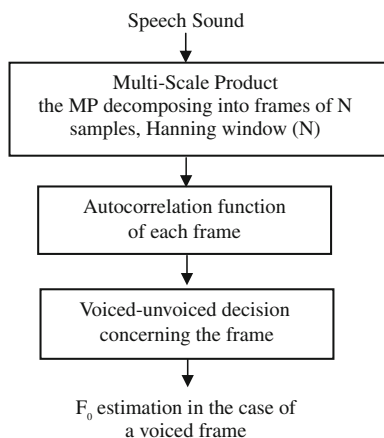 Speech Sound
Multi-Scale Product
the MP decomposing into frames of N
samples, Hanning window (N)
Autocorrelation function
of each frame
Voiced-unvoiced decision
concerning the frame
F₀ estimation in the case of
a voiced frame